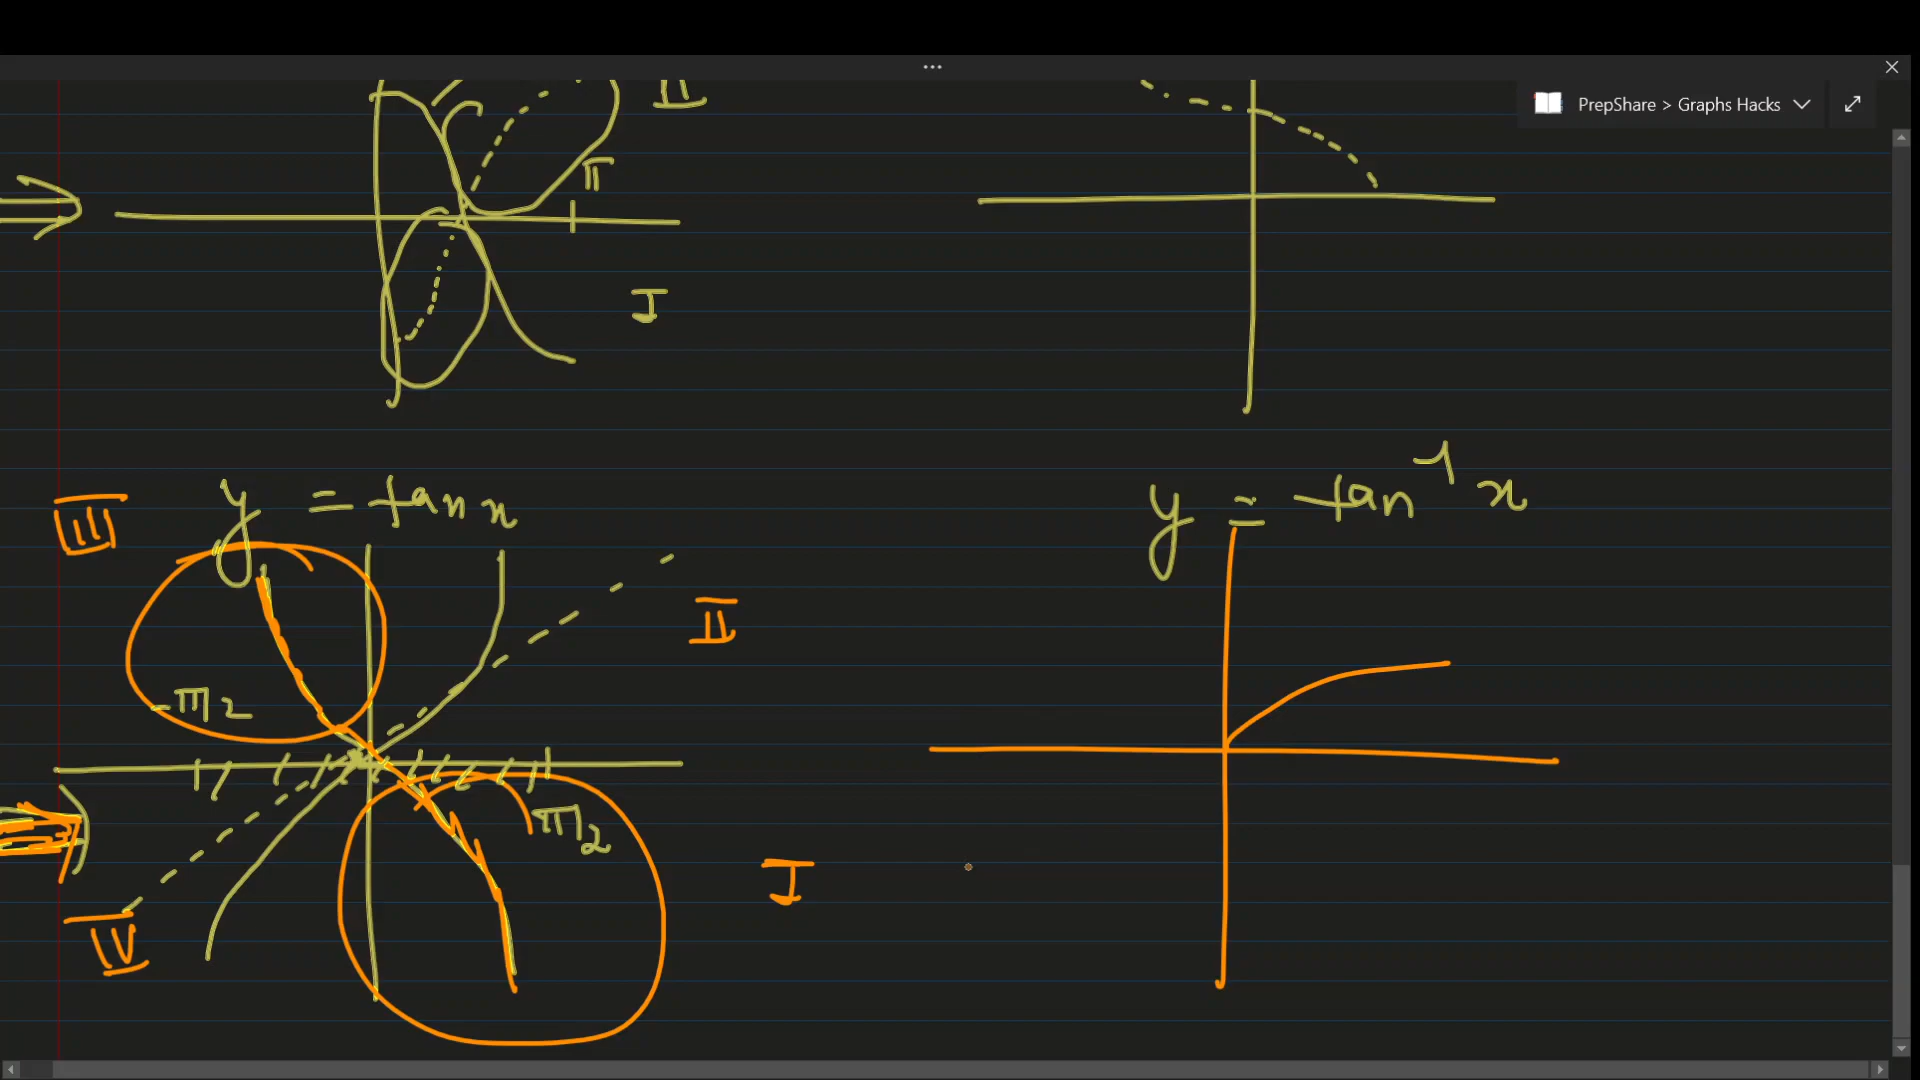 ...
PrepShare > Graphs Hacks
II
π
I
y = tan x
y = tan⁻¹ x
III
II
-π/2
π/2
I
IV